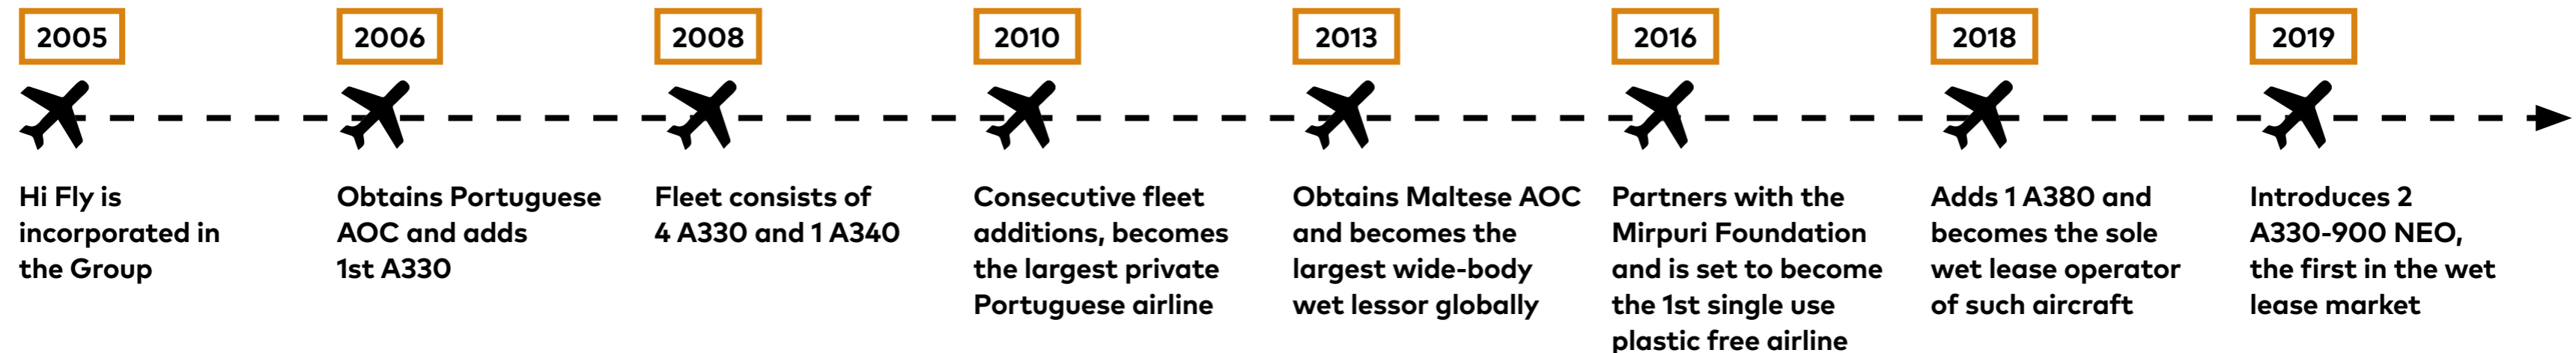 2005
Hi Fly is
incorporated in
the Group
2006
Obtains Portuguese
AOC and adds
1st A330
2008
Fleet consists of
4 A330 and 1 A340
2010
Consecutive fleet
additions, becomes
the largest private
Portuguese airline
2013
Obtains Maltese AOC
and becomes the
largest wide-body
wet lessor globally
2016
Partners with the
Mirpuri Foundation
and is set to become
the 1st single use
plastic free airline
2018
Adds 1 A380 and
becomes the sole
wet lease operator
of such aircraft
2019
Introduces 2
A330-900 NEO,
the first in the wet
lease market